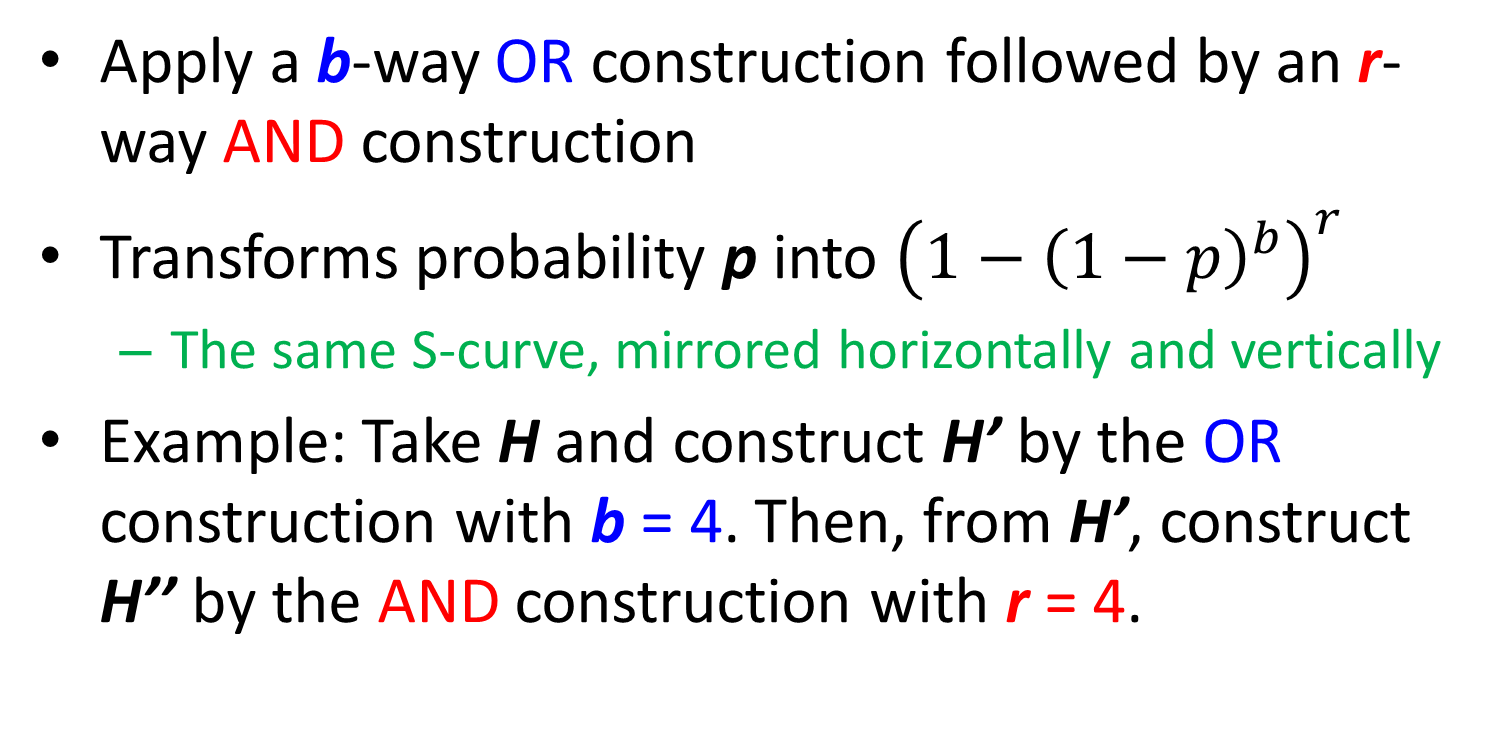 • Apply a b-way OR construction followed by an r-
way AND construction
• Transforms probability p into (1 − (1 − p)^b)^r
– The same S-curve, mirrored horizontally and vertically
• Example: Take H and construct H’ by the OR
construction with b = 4. Then, from H’, construct
H’’ by the AND construction with r = 4.